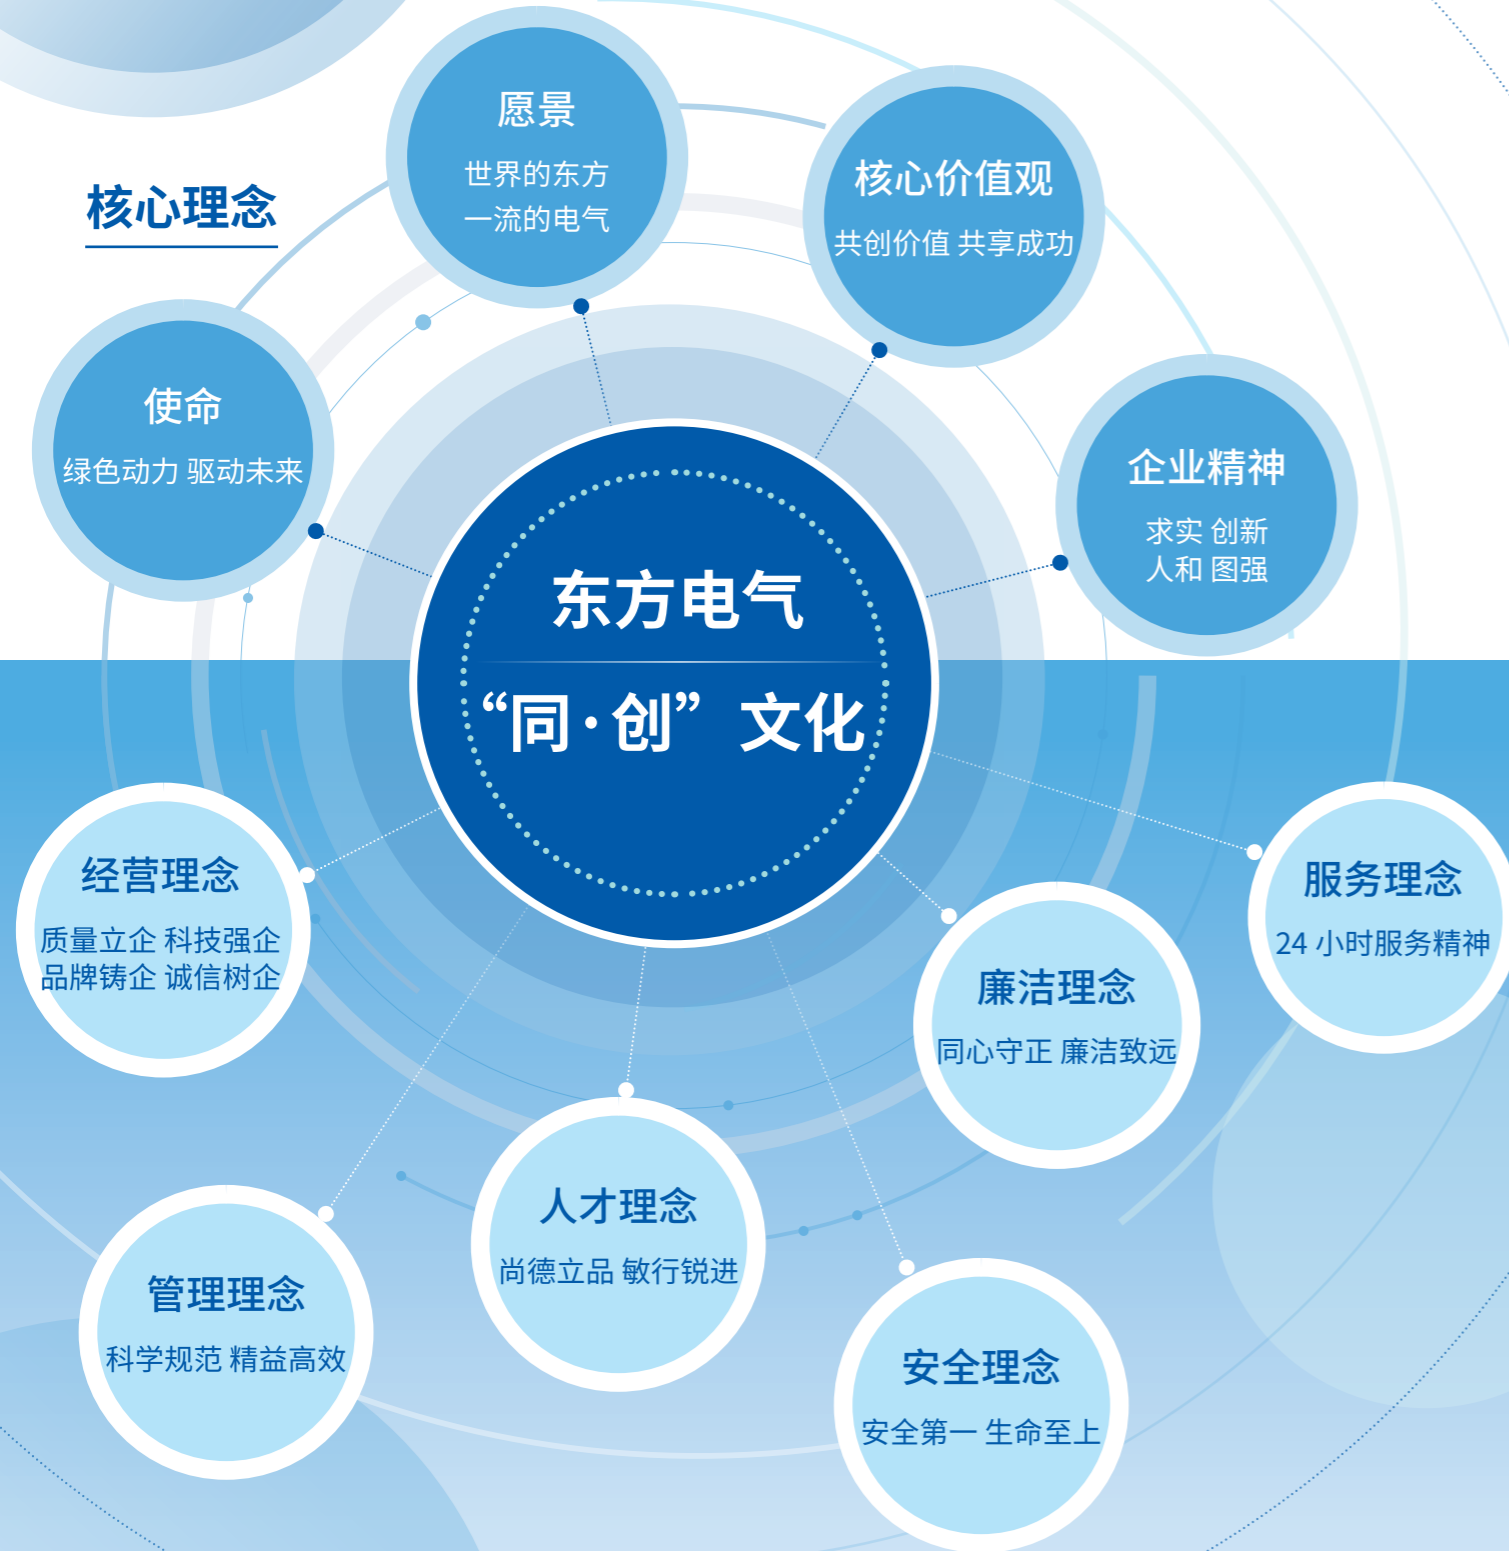 核心理念
愿景
世界的东方
一流的电气
核心价值观
共创价值 共享成功
使命
绿色动力 驱动未来
企业精神
求实 创新
人和 图强
东方电气
“同·创”文化
经营理念
质量立企 科技强企
品牌铸企 诚信树企
服务理念
24 小时服务精神
廉洁理念
同心守正 廉洁致远
人才理念
尚德立品 敏行锐进
管理理念
科学规范 精益高效
安全理念
安全第一 生命至上